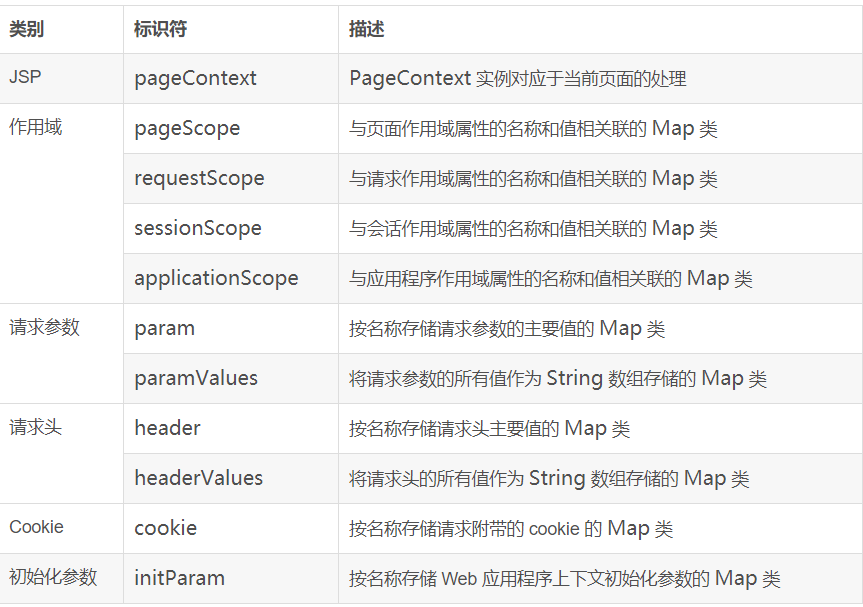 类别 标识符 描述
JSP pageContext PageContext 实例对应于当前页面的处理
作用域 pageScope 与页面作用域属性的名称和值相关联的 Map 类
requestScope 与请求作用域属性的名称和值相关联的 Map 类
sessionScope 与会话作用域属性的名称和值相关联的 Map 类
applicationScope 与应用程序作用域属性的名称和值相关联的 Map 类
请求参数 param 按名称存储请求参数的主要值的 Map 类
paramValues 将请求参数的所有值作为 String 数组存储的 Map 类
请求头 header 按名称存储请求头主要值的 Map 类
headerValues 将请求头的所有值作为 String 数组存储的 Map 类
Cookie cookie 按名称存储请求附带的 cookie 的 Map 类
初始化参数 initParam 按名称存储 Web 应用程序上下文初始化参数的 Map 类